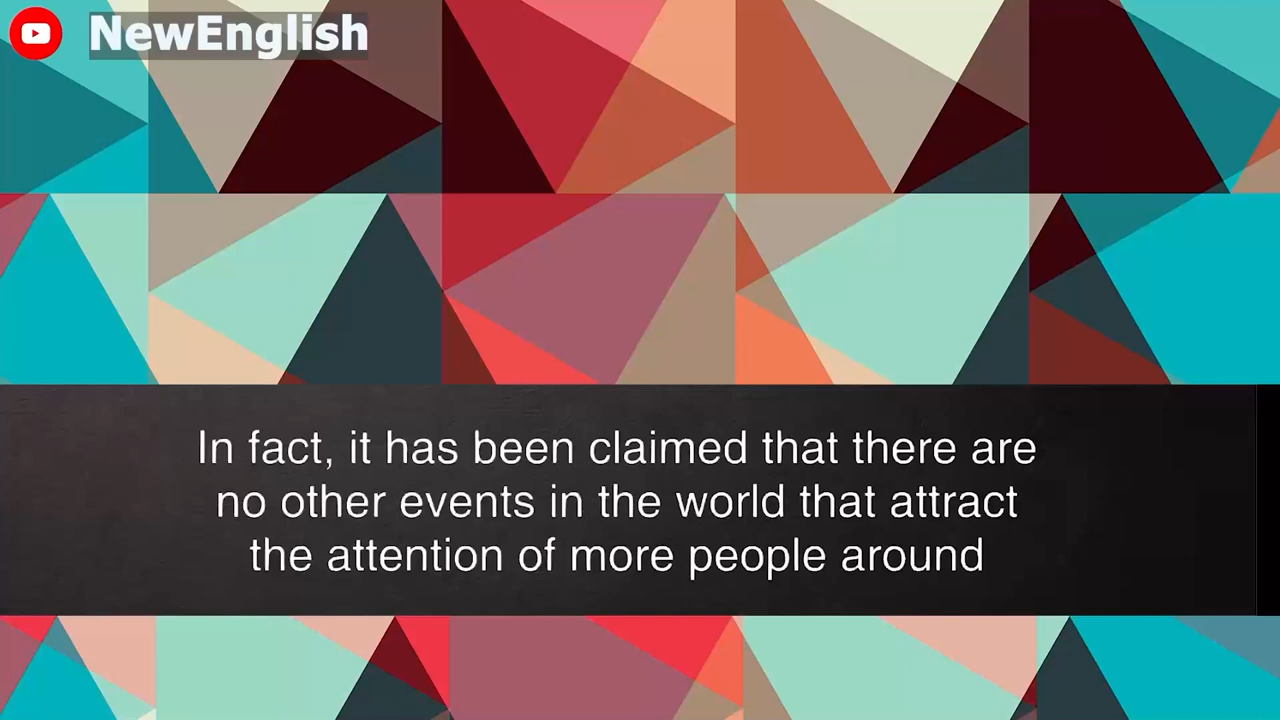 NewEnglish
In fact, it has been claimed that there are
no other events in the world that attract
the attention of more people around